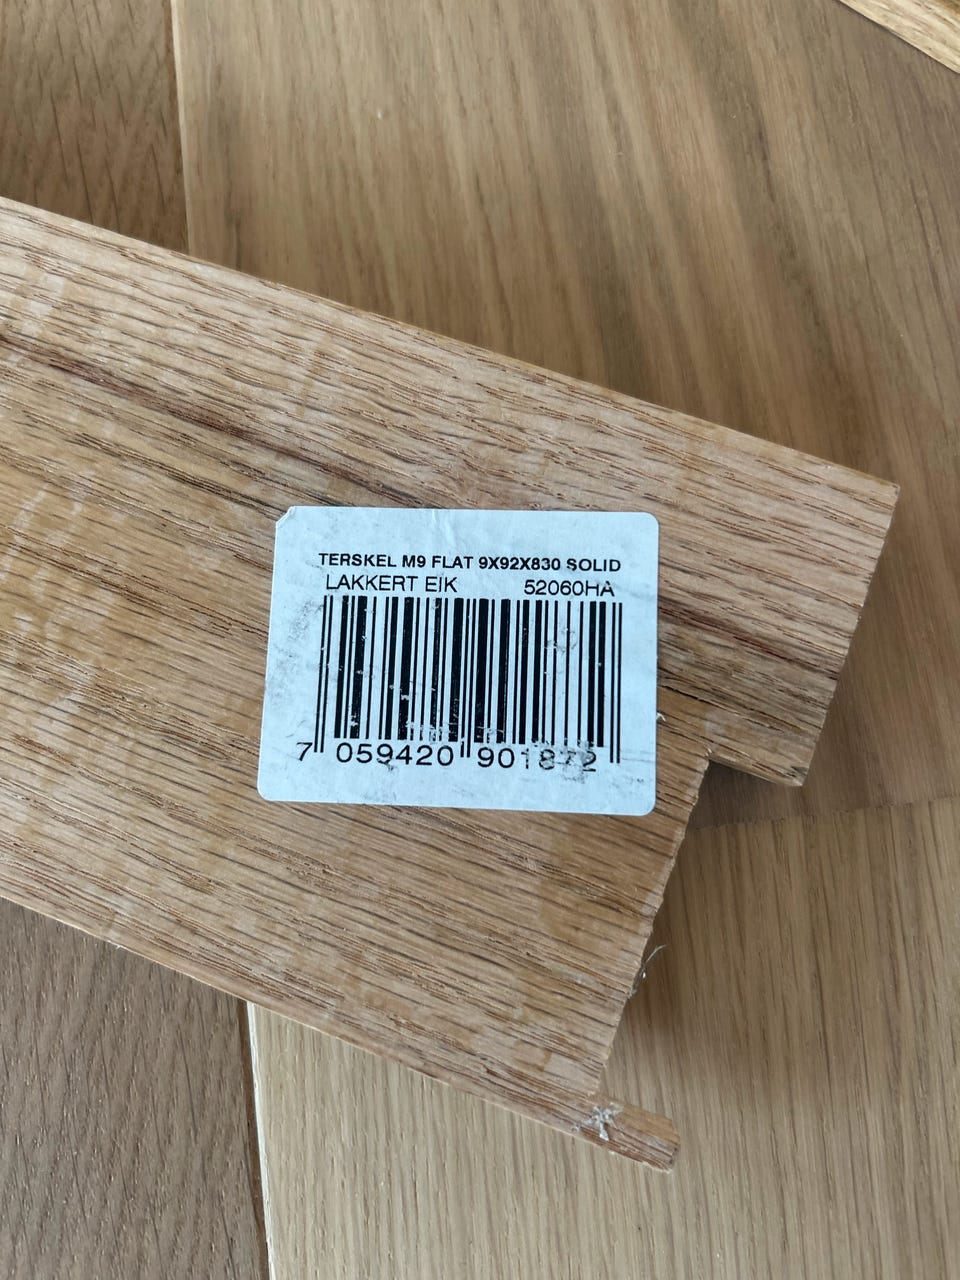 TERSKEL M9 FLAT 9X92X830 SOLID
LAKKERT EIK 52060HA
7 059420 901872